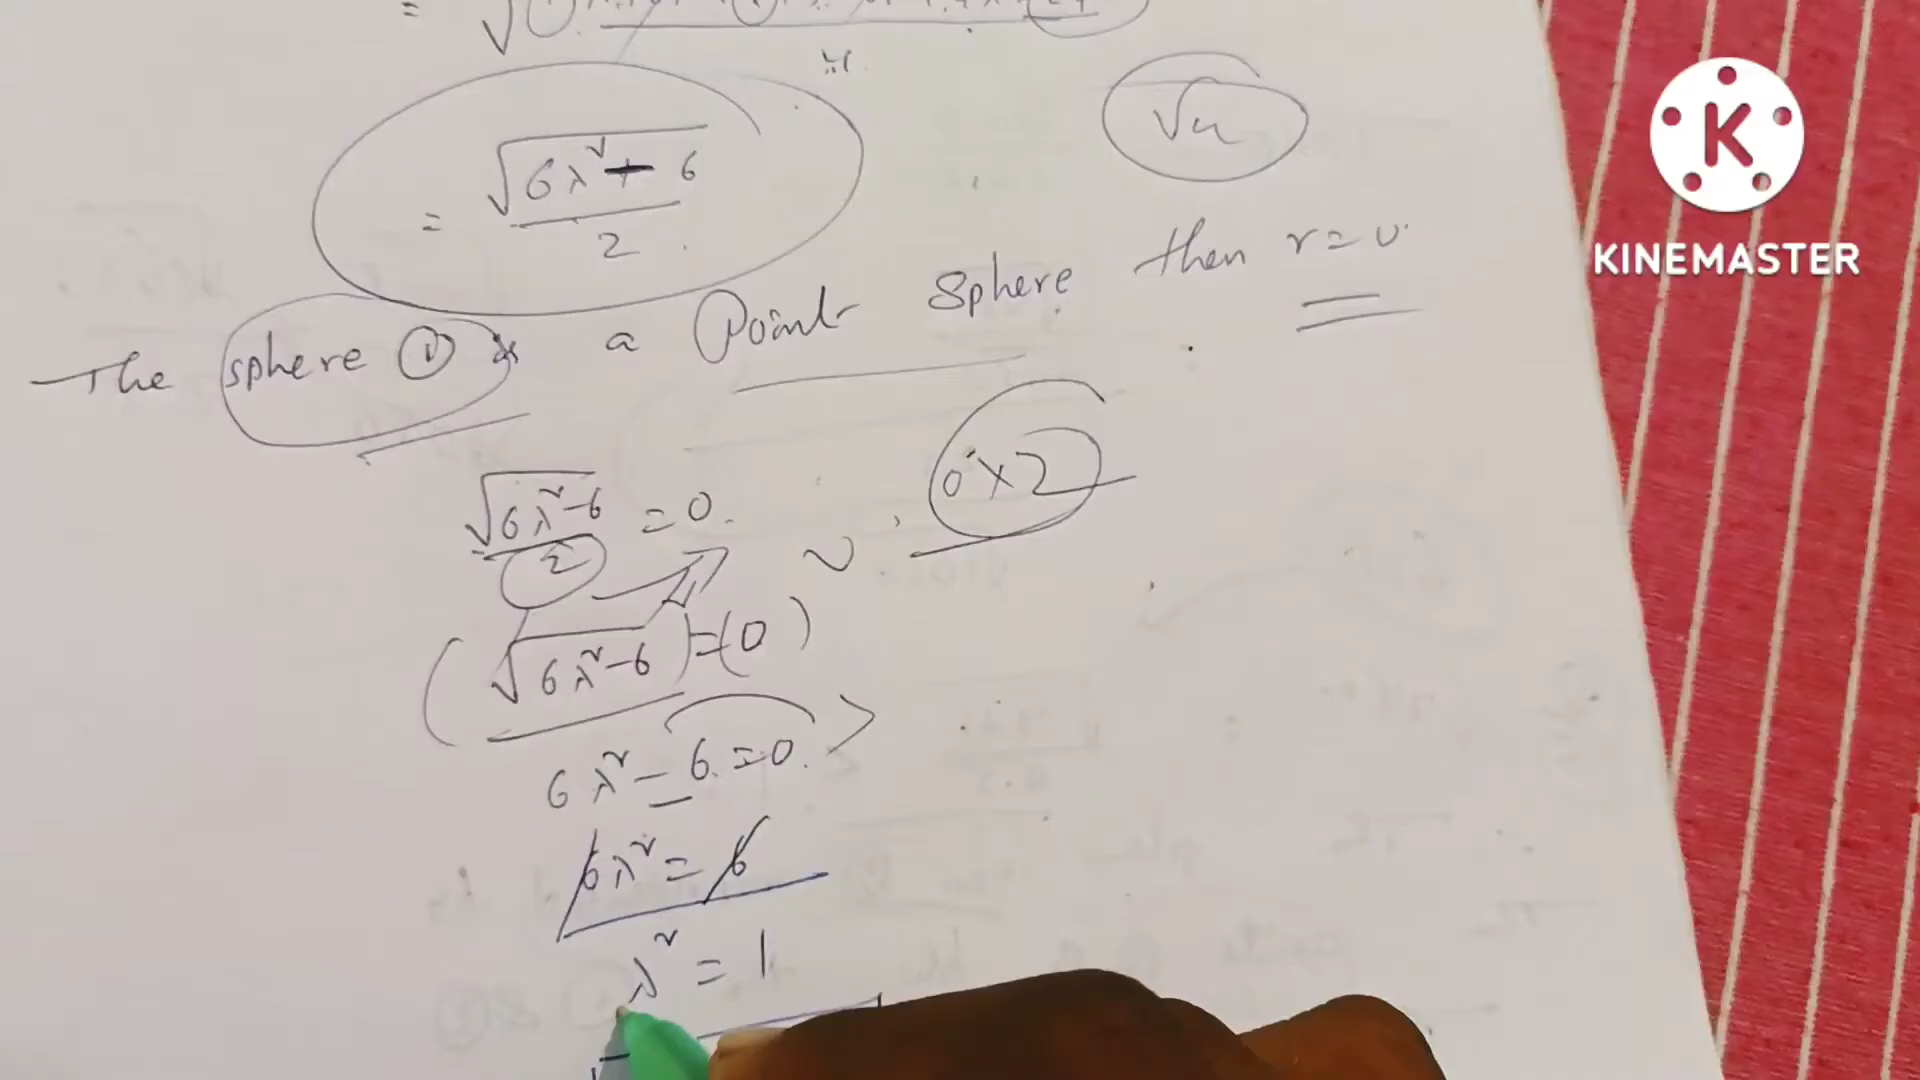 = √6λ² - 6 / 2
√u
KINEMASTER
The sphere ① is a Point Sphere then r=0.
√6λ²-6 / 2 = 0.
0×2
(√6λ²-6) = (0)
6λ² - 6 = 0.
6λ² = 6
λ² = 1